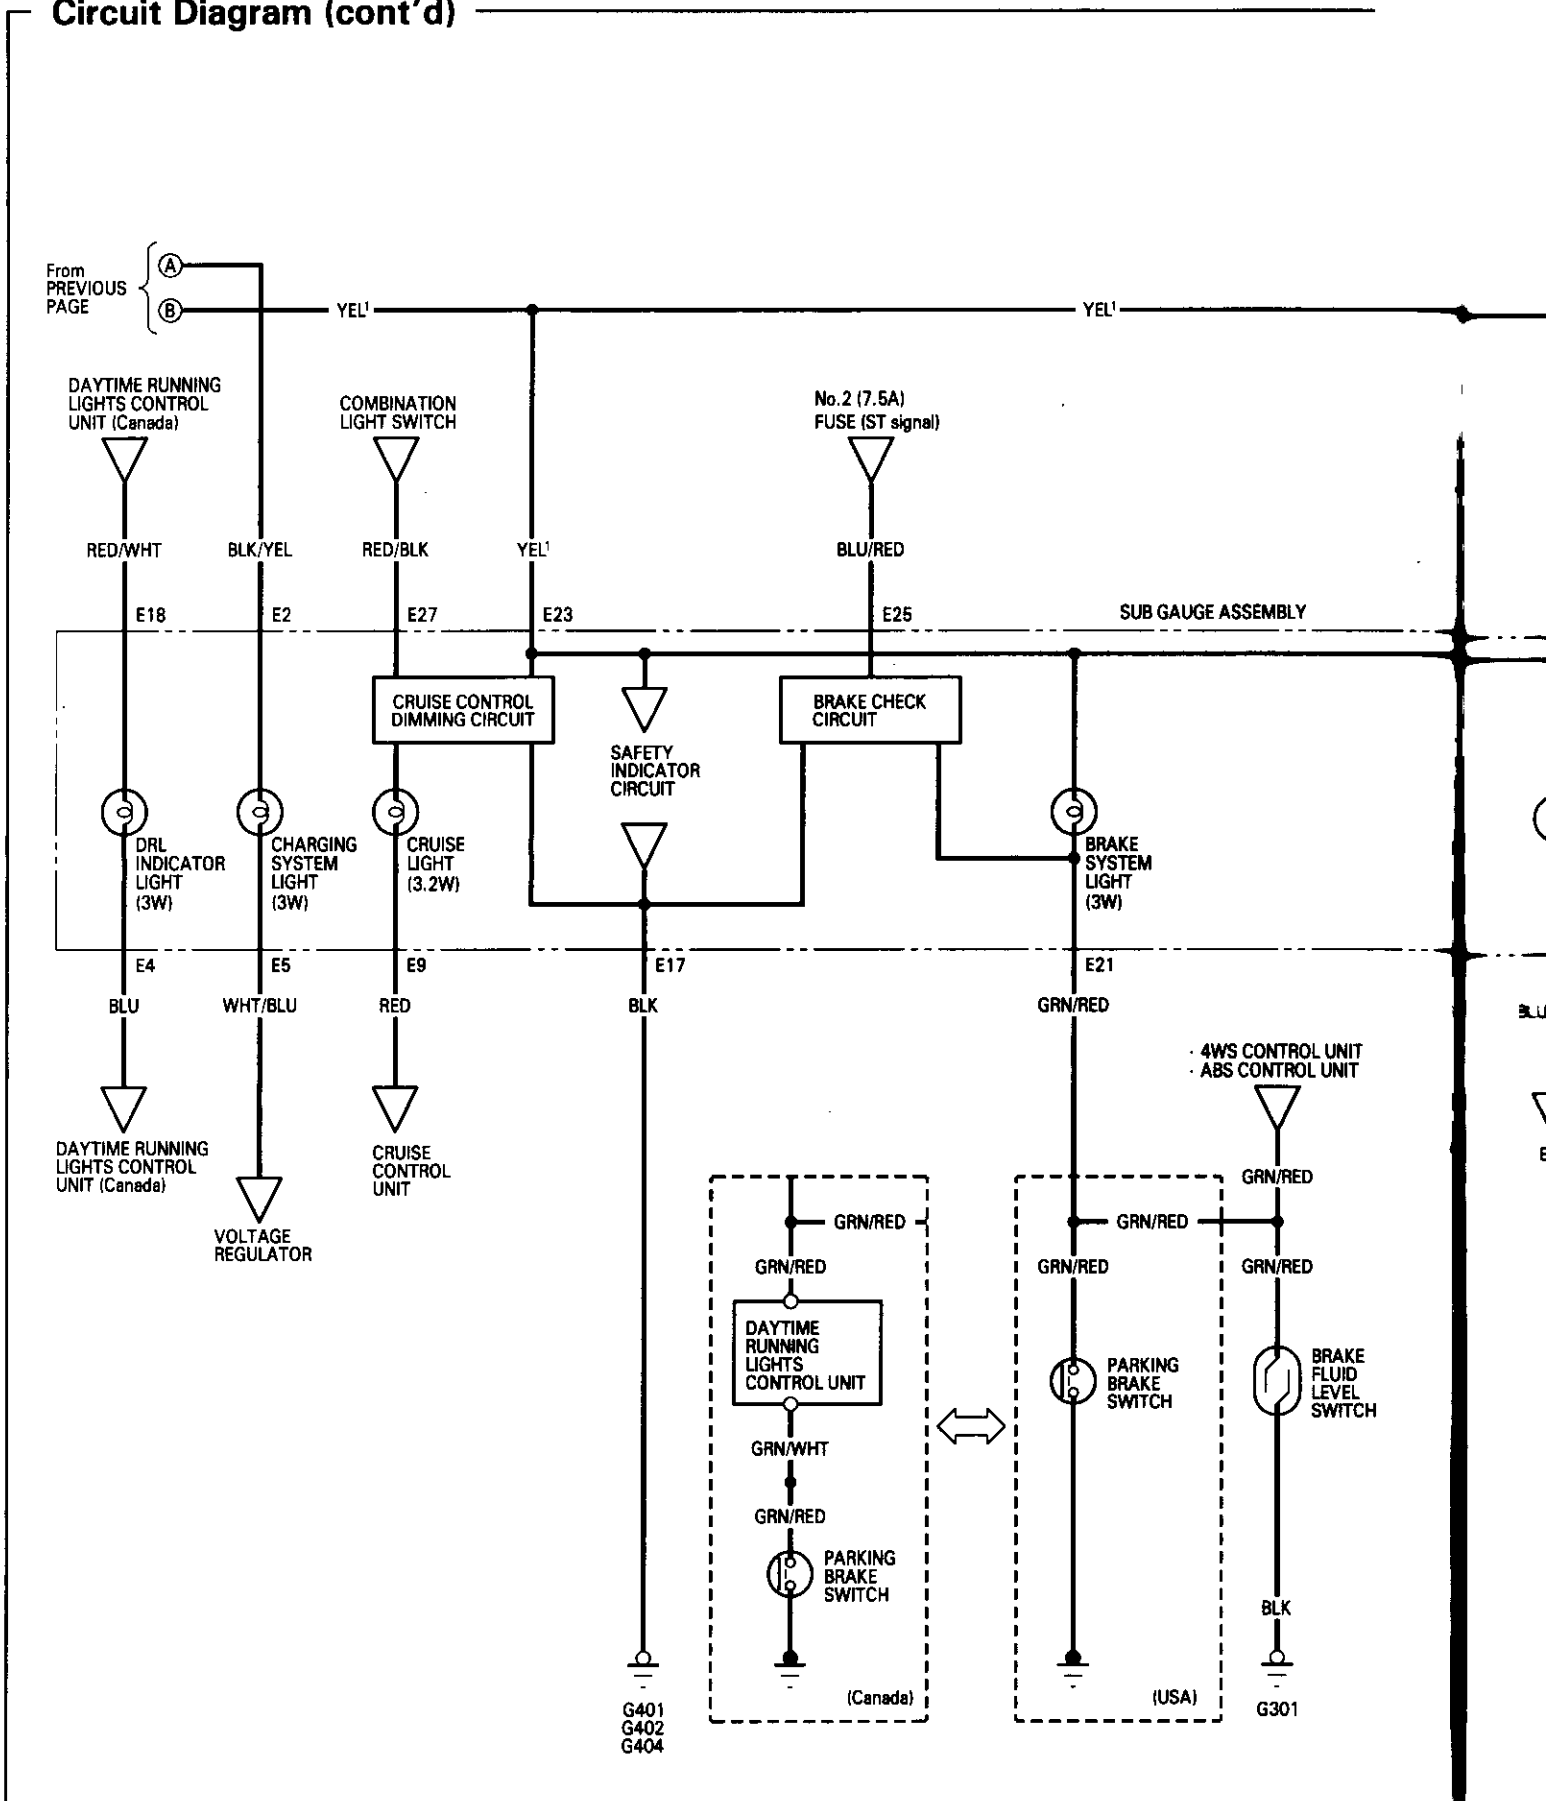 Circuit Diagram (cont'd)
From
PREVIOUS
PAGE
A
B
YEL¹
YEL¹
DAYTIME RUNNING
LIGHTS CONTROL
UNIT (Canada)
COMBINATION
LIGHT SWITCH
No.2 (7.5A)
FUSE (ST signal)
RED/WHT
BLK/YEL
RED/BLK
YEL¹
BLU/RED
E18
E2
E27
E23
E25
SUB GAUGE ASSEMBLY
CRUISE CONTROL
DIMMING CIRCUIT
BRAKE CHECK
CIRCUIT
SAFETY
INDICATOR
CIRCUIT
DRL
INDICATOR
LIGHT
(3W)
CHARGING
SYSTEM
LIGHT
(3W)
CRUISE
LIGHT
(3.2W)
BRAKE
SYSTEM
LIGHT
(3W)
E4
E5
E9
E17
E21
BLU
WHT/BLU
RED
BLK
GRN/RED
· 4WS CONTROL UNIT
· ABS CONTROL UNIT
DAYTIME RUNNING
LIGHTS CONTROL
UNIT (Canada)
CRUISE
CONTROL
UNIT
VOLTAGE
REGULATOR
GRN/RED
GRN/RED
GRN/RED
GRN/RED
GRN/RED
GRN/RED
DAYTIME
RUNNING
LIGHTS
CONTROL UNIT
PARKING
BRAKE
SWITCH
BRAKE
FLUID
LEVEL
SWITCH
GRN/WHT
GRN/RED
PARKING
BRAKE
SWITCH
BLK
(Canada)
(USA)
G401
G402
G404
G301